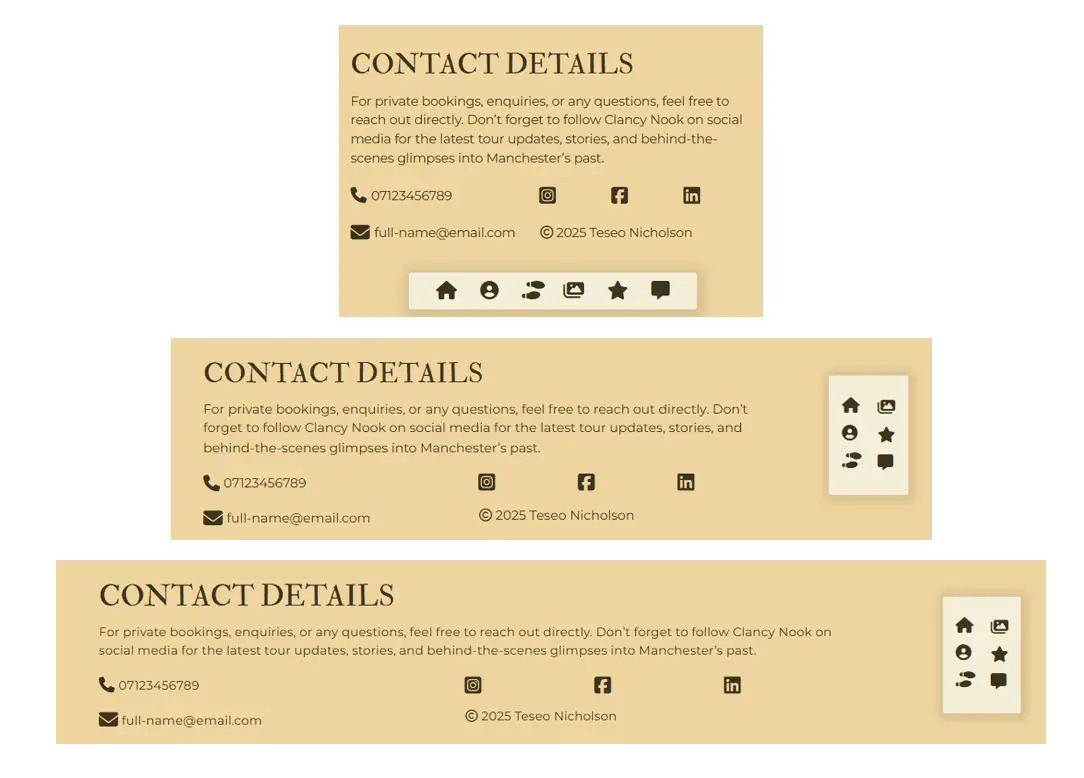 CONTACT DETAILS
For private bookings, enquiries, or any questions, feel free to
reach out directly. Don’t forget to follow Clancy Nook on social
media for the latest tour updates, stories, and behind-the-
scenes glimpses into Manchester’s past.
07123456789
full-name@email.com
© 2025 Teseo Nicholson
CONTACT DETAILS
For private bookings, enquiries, or any questions, feel free to reach out directly. Don’t
forget to follow Clancy Nook on social media for the latest tour updates, stories, and
behind-the-scenes glimpses into Manchester’s past.
07123456789
full-name@email.com
© 2025 Teseo Nicholson
CONTACT DETAILS
For private bookings, enquiries, or any questions, feel free to reach out directly. Don’t forget to follow Clancy Nook on
social media for the latest tour updates, stories, and behind-the-scenes glimpses into Manchester’s past.
07123456789
full-name@email.com
© 2025 Teseo Nicholson